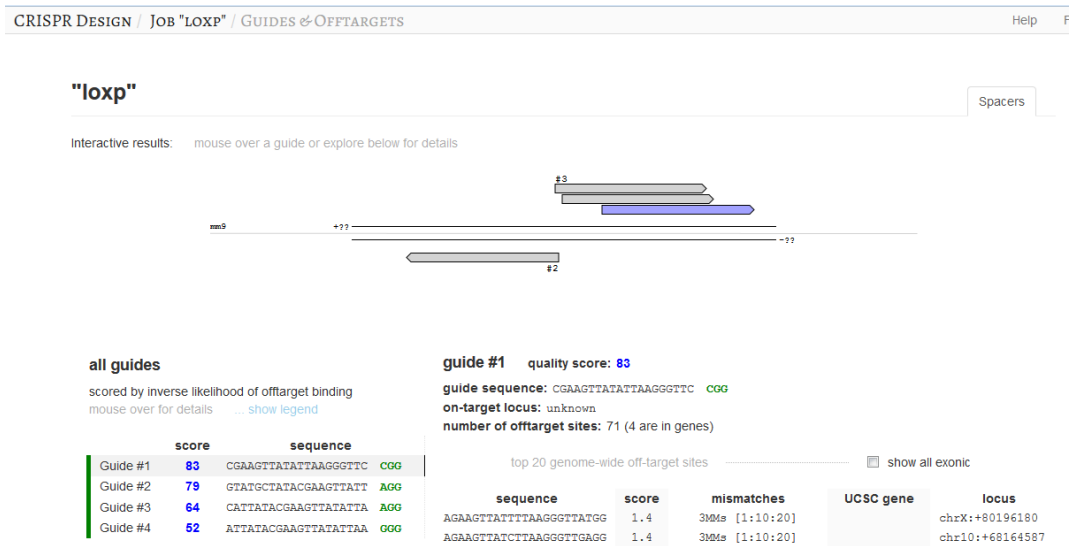 CRISPR DESIGN / JOB "LOXP" / GUIDES & OFFTARGETS Help F
"loxp"
Spacers
Interactive results: mouse over a guide or explore below for details
#3
mm9 +??
-??
#2
all guides
scored by inverse likelihood of offtarget binding
mouse over for details ... show legend
score sequence
Guide #1 83 CGAAGTTATATTAAGGGTTC CGG
Guide #2 79 GTATGCTATACGAAGTTATT AGG
Guide #3 64 CATTATACGAAGTTATATTA AGG
Guide #4 52 ATTATACGAAGTTATATTAA GGG
guide #1 quality score: 83
guide sequence: CGAAGTTATATTAAGGGTTC CGG
on-target locus: unknown
number of offtarget sites: 71 (4 are in genes)
top 20 genome-wide off-target sites show all exonic
sequence score mismatches UCSC gene locus
AGAAGTTATTTTAAGGGTTATGG 1.4 3MMs [1:10:20] chrX:+80196180
AGAAGTTATCTTAAGGGTTGAGG 1.4 3MMs [1:10:20] chr10:+68164587